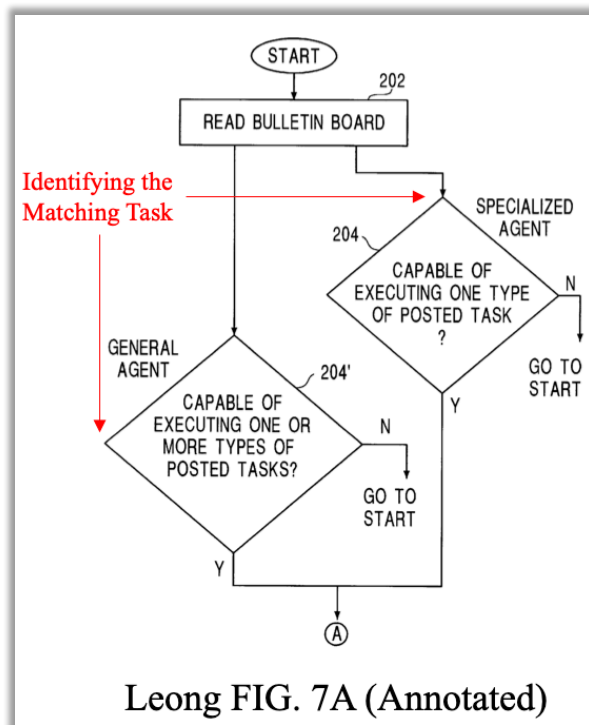 START
202
READ BULLETIN BOARD
Identifying the
Matching Task
SPECIALIZED
AGENT
204
CAPABLE OF
EXECUTING ONE TYPE
OF POSTED TASK
?
N
GO TO
START
Y
GENERAL
AGENT
204'
CAPABLE OF
EXECUTING ONE OR
MORE TYPES OF
POSTED TASKS?
N
GO TO
START
Y
A
Leong FIG. 7A (Annotated)